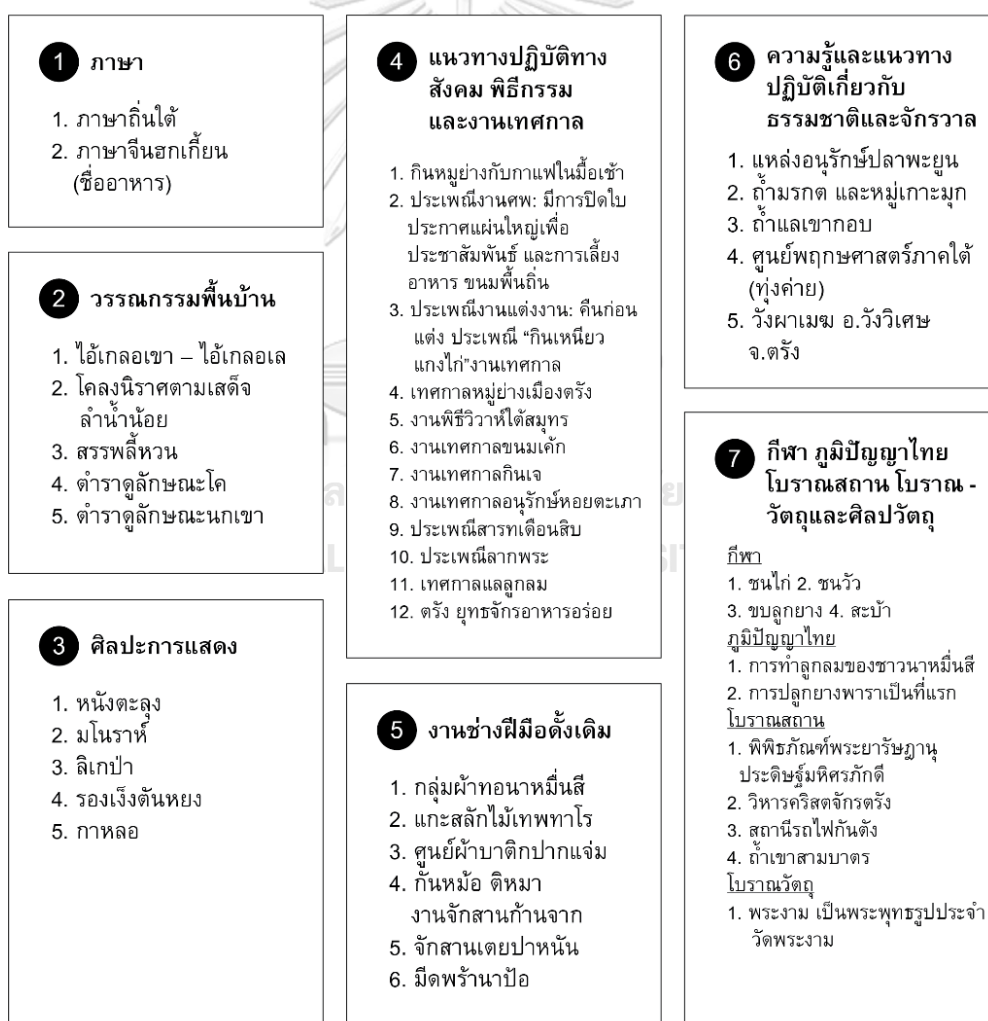 1 ภาษา
1. ภาษาถิ่นใต้
2. ภาษาจีนฮกเกี้ยน
(ชื่ออาหาร)
2 วรรณกรรมพื้นบ้าน
1. ไอ้เกลอเขา – ไอ้เกลอเล
2. โคลงนิราศตามเสด็จ
ลำน้ำน้อย
3. สรรพลี้หวน
4. ตำราดูลักษณะโค
5. ตำราดูลักษณะนกเขา
3 ศิลปะการแสดง
1. หนังตะลุง
2. มโนราห์
3. ลิเกป่า
4. รองเง็งตันหยง
5. กาหลอ
4 แนวทางปฏิบัติทาง
สังคม พิธีกรรม
และงานเทศกาล
1. กินหมูย่างกับกาแฟในมื้อเช้า
2. ประเพณีงานศพ: มีการปิดใบ
ประกาศแผ่นใหญ่เพื่อ
ประชาสัมพันธ์ และการเลี้ยง
อาหาร ขนมพื้นถิ่น
3. ประเพณีงานแต่งงาน: คืนก่อน
แต่ง ประเพณี “กินเหนียว
แกงไก่”งานเทศกาล
4. เทศกาลหมู่ย่างเมืองตรัง
5. งานพิธีวิวาห์ใต้สมุทร
6. งานเทศกาลขนมเค้ก
7. งานเทศกาลกินเจ
8. งานเทศกาลอนุรักษ์หอยตะเภา
9. ประเพณีสารทเดือนสิบ
10. ประเพณีลากพระ
11. เทศกาลแลลูกลม
12. ตรัง ยุทธจักรอาหารอร่อย
5 งานช่างฝีมือดั้งเดิม
1. กลุ่มผ้าทอนาหมื่นสี
2. แกะสลักไม้เทพทาโร
3. ศูนย์ผ้าบาติกปากแจ่ม
4. ก้นหม้อ ติหมา
งานจักสานก้านจาก
5. จักสานเตยปาหนัน
6. มีดพร้านาป้อ
6 ความรู้และแนวทาง
ปฏิบัติเกี่ยวกับ
ธรรมชาติและจักรวาล
1. แหล่งอนุรักษ์ปลาพะยูน
2. ถ้ำมรกต และหมู่เกาะมุก
3. ถ้ำแลเขากอบ
4. ศูนย์พฤกษศาสตร์ภาคใต้
(ทุ่งค่าย)
5. วังผาเมฆ อ.วังวิเศษ
จ.ตรัง
7 กีฬา ภูมิปัญญาไทย
โบราณสถาน โบราณ -
วัตถุและศิลปวัตถุ
กีฬา
1. ชนไก่ 2. ชนวัว
3. ขบลูกยาง 4. สะบ้า
ภูมิปัญญาไทย
1. การทำลูกลมของชาวนาหมื่นสี
2. การปลูกยางพาราเป็นที่แรก
โบราณสถาน
1. พิพิธภัณฑ์พระยารัษฎานุ
ประดิษฐ์มหิศรภักดี
2. วิหารคริสตจักรตรัง
3. สถานีรถไฟกันตัง
4. ถ้ำเขาสามบาตร
โบราณวัตถุ
1. พระงาม เป็นพระพุทธรูปประจำ
วัดพระงาม